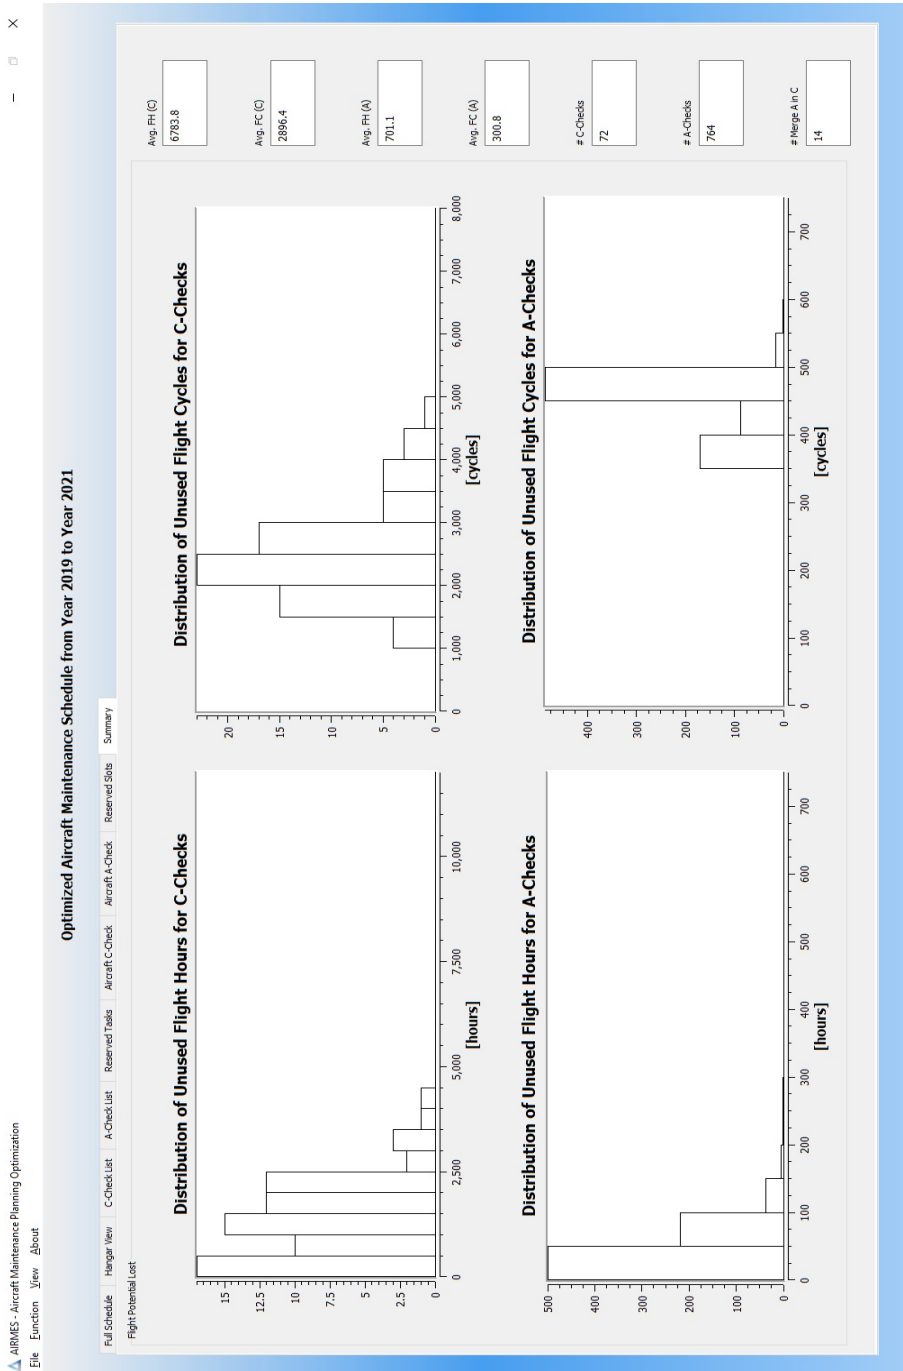 AIRMES - Aircraft Maintenance Planning Optimization
File Function View About
Optimized Aircraft Maintenance Schedule from Year 2019 to Year 2021
Full Schedule Hangar View C-Check List A-Check List Reserved Tasks Aircraft C-Check Aircraft A-Check Reserved Slots Summary
Flight Potential Lost
Distribution of Unused Flight Hours for C-Checks
15
12.5
10
7.5
5
2.5
0
0 2,500 5,000 7,500 10,000
[hours]
Distribution of Unused Flight Cycles for C-Checks
20
15
10
5
0
0 1,000 2,000 3,000 4,000 5,000 6,000 7,000 8,000
[cycles]
Distribution of Unused Flight Hours for A-Checks
500
400
300
200
100
0
0 100 200 300 400 500 600 700
[hours]
Distribution of Unused Flight Cycles for A-Checks
400
300
200
100
0
0 100 200 300 400 500 600 700
[cycles]
Avg. FH (C)
6783.8
Avg. FC (C)
2896.4
Avg. FH (A)
701.1
Avg. FC (A)
300.8
# C-Checks
72
# A-Checks
764
# Merge A in C
14